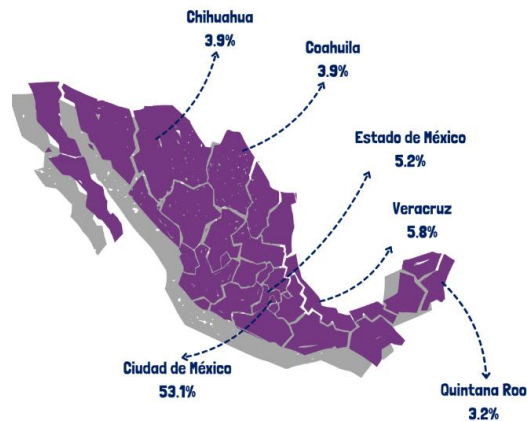 Chihuahua
3.9%
Coahuila
3.9%
Estado de México
5.2%
Veracruz
5.8%
Ciudad de México
53.1%
Quintana Roo
3.2%